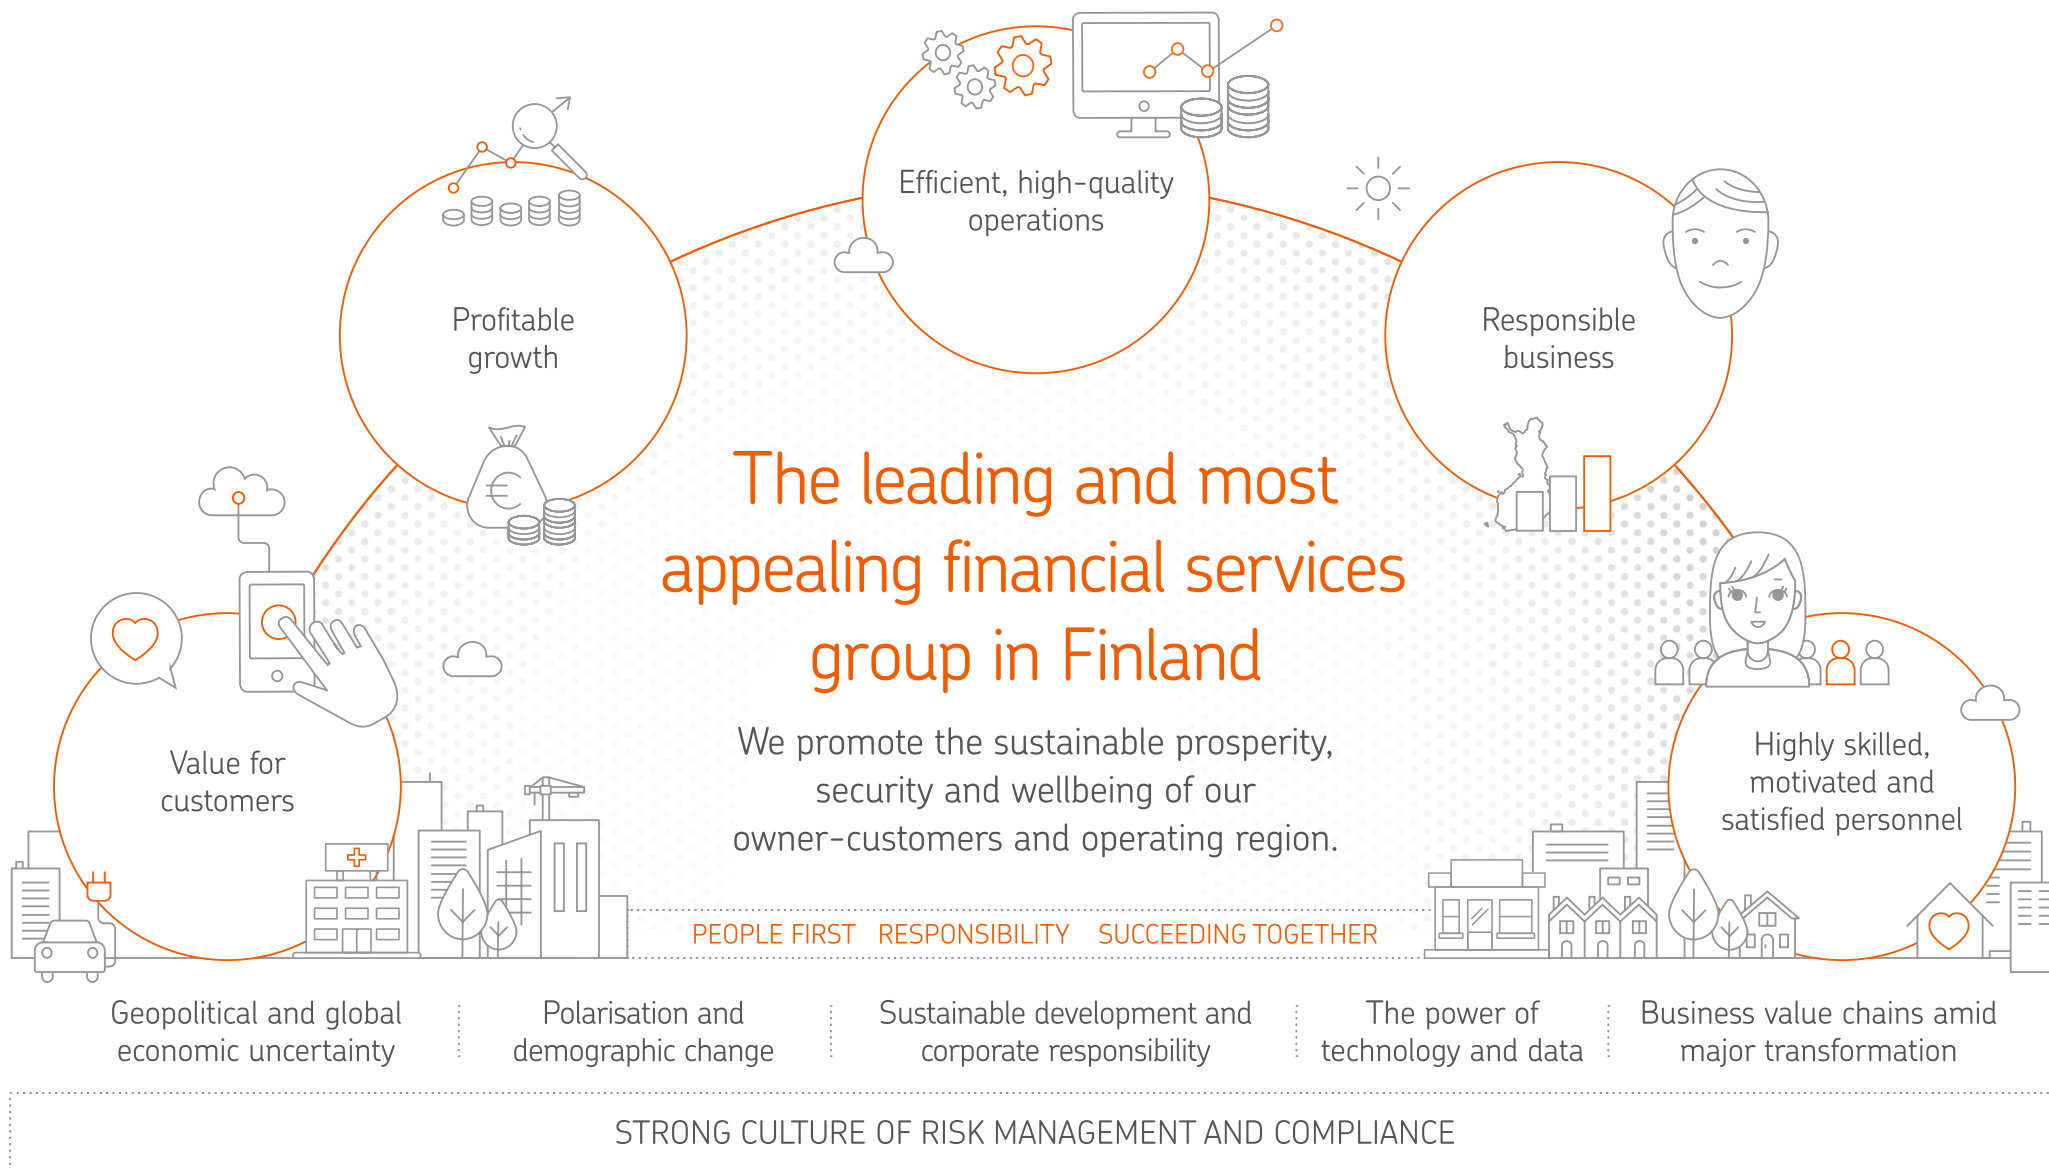 Efficient, high-quality
operations
Profitable
growth
Responsible
business
€
The leading and most
appealing financial services
group in Finland
We promote the sustainable prosperity,
security and wellbeing of our
owner-customers and operating region.
Value for
customers
Highly skilled,
motivated and
satisfied personnel
PEOPLE FIRST RESPONSIBILITY SUCCEEDING TOGETHER
Geopolitical and global
economic uncertainty
Polarisation and
demographic change
Sustainable development and
corporate responsibility
The power of
technology and data
Business value chains amid
major transformation
STRONG CULTURE OF RISK MANAGEMENT AND COMPLIANCE